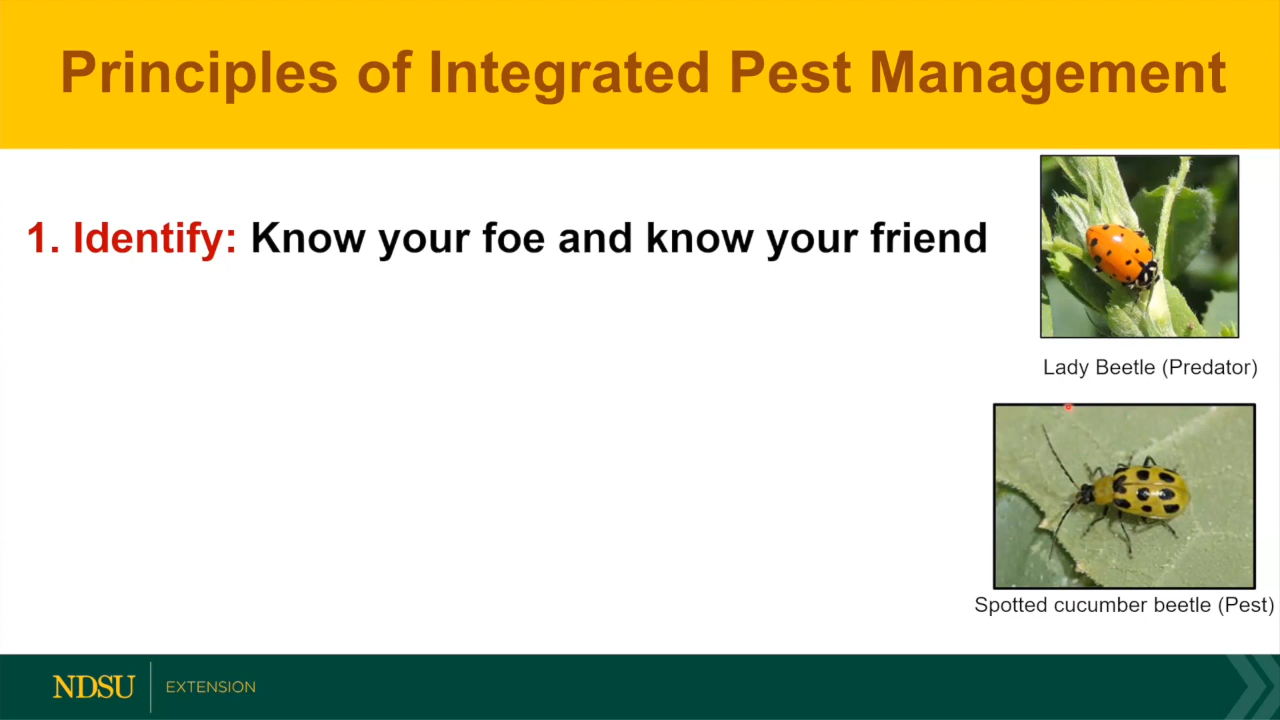 Principles of Integrated Pest Management
1. Identify: Know your foe and know your friend
Lady Beetle (Predator)
Spotted cucumber beetle (Pest)
NDSU EXTENSION